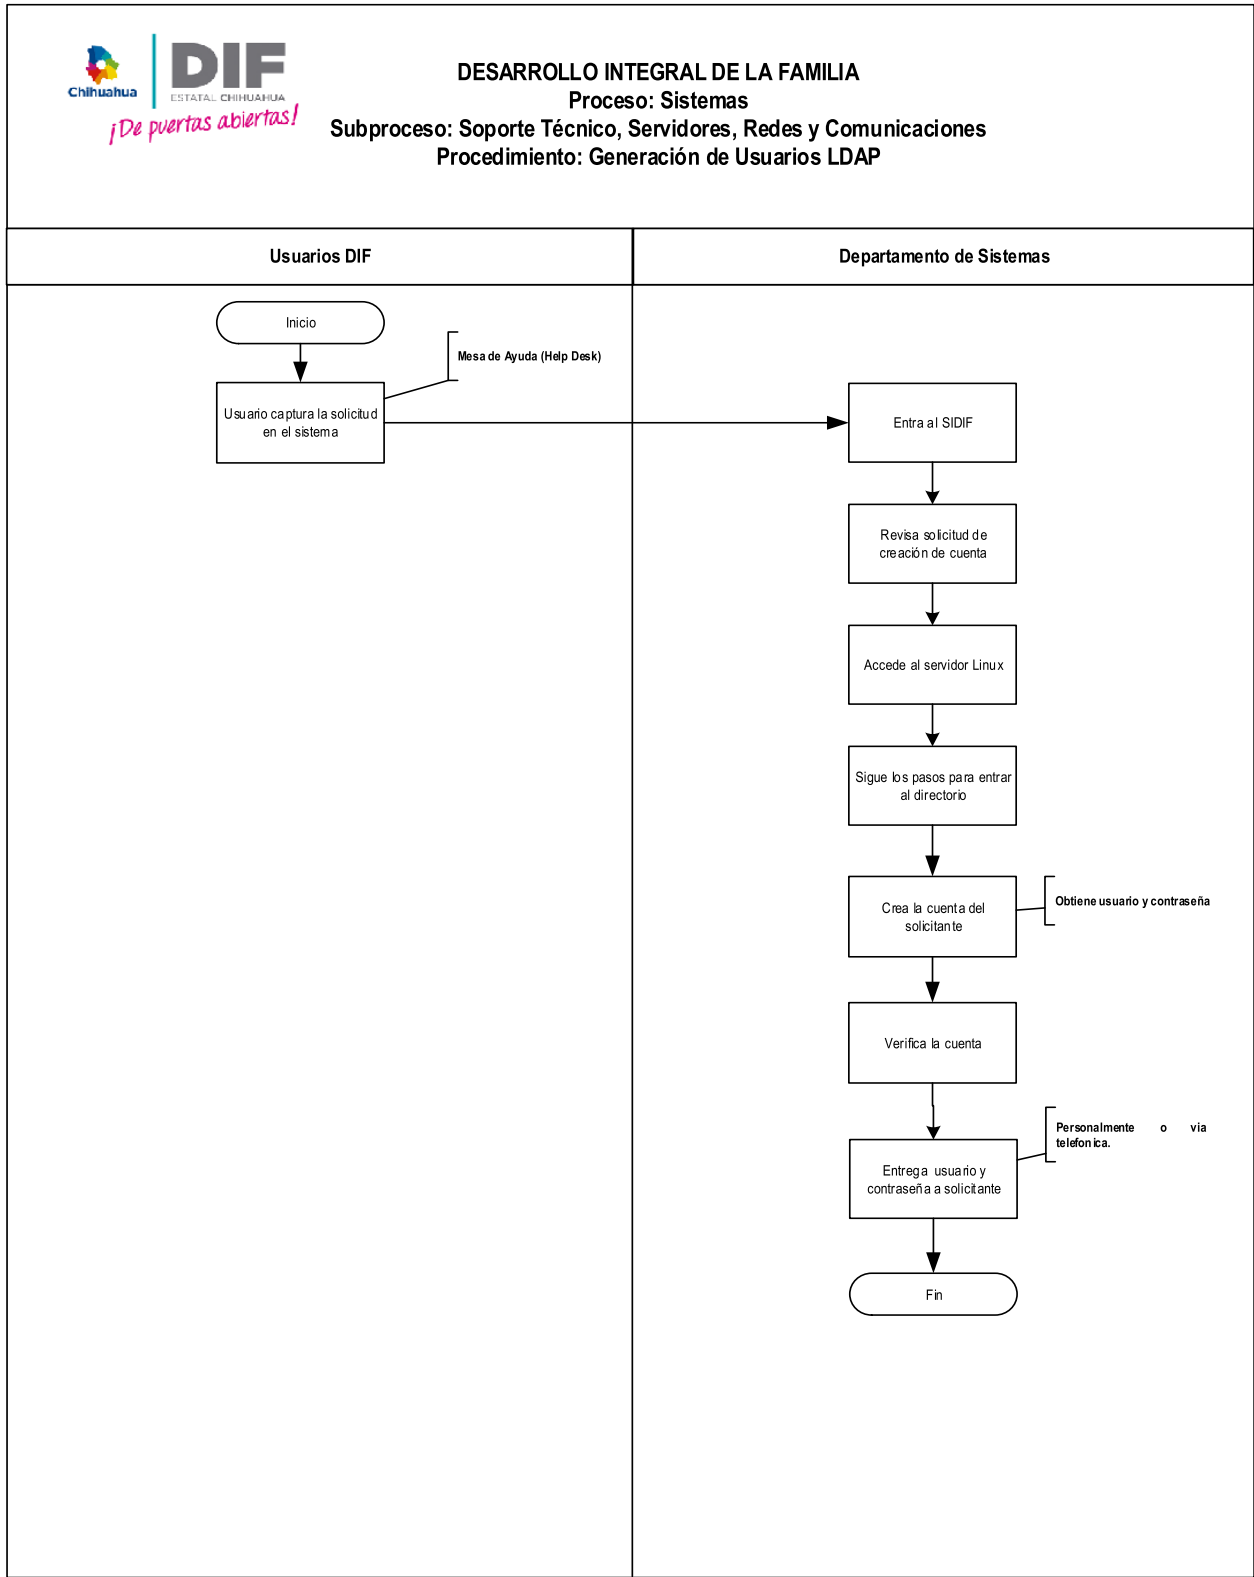 Chihuahua
DIF
ESTATAL CHIHUAHUA
¡De puertas abiertas!
DESARROLLO INTEGRAL DE LA FAMILIA
Proceso: Sistemas
Subproceso: Soporte Técnico, Servidores, Redes y Comunicaciones
Procedimiento: Generación de Usuarios LDAP
Usuarios DIF
Departamento de Sistemas
Inicio
Mesa de Ayuda (Help Desk)
Usuario captura la solicitud
en el sistema
Entra al SIDIF
Revisa solicitud de
creación de cuenta
Accede al servidor Linux
Sigue los pasos para entrar
al directorio
Crea la cuenta del
solicitante
Obtiene usuario y contraseña
Verifica la cuenta
Personalmente o via
telefonica.
Entrega usuario y
contraseña a solicitante
Fin